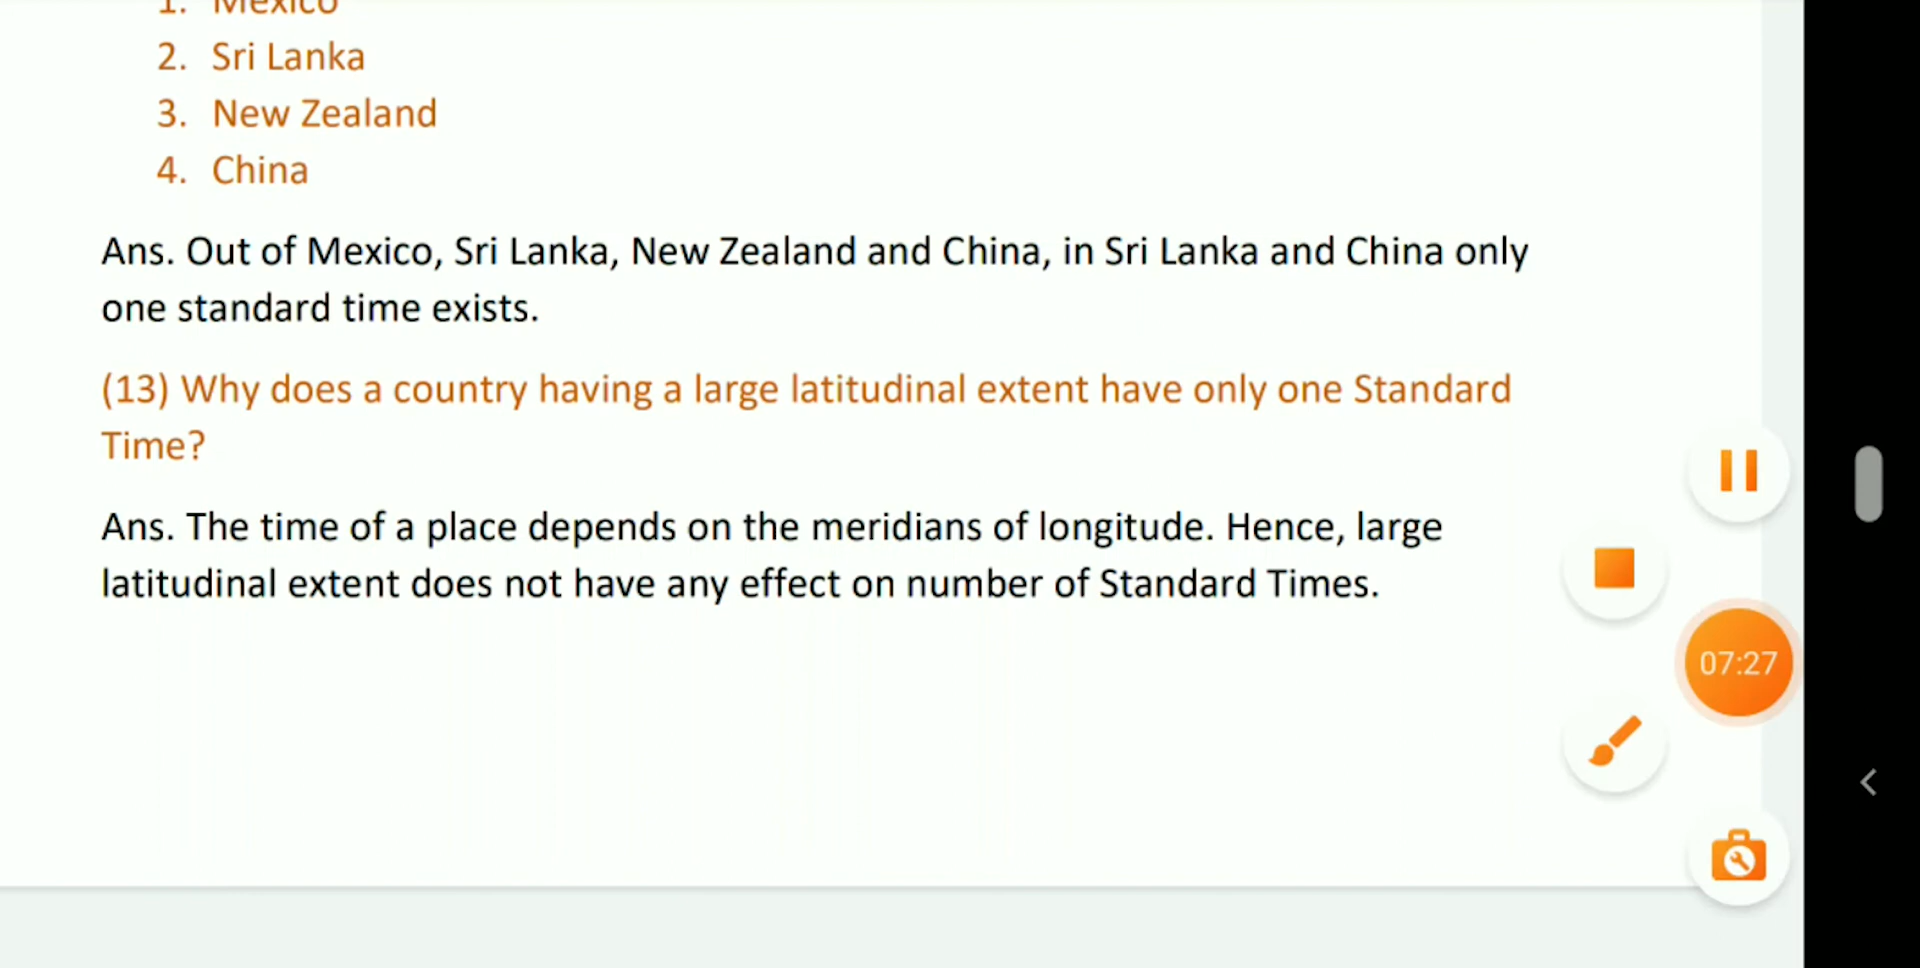 1. Mexico
2. Sri Lanka
3. New Zealand
4. China
Ans. Out of Mexico, Sri Lanka, New Zealand and China, in Sri Lanka and China only
one standard time exists.
(13) Why does a country having a large latitudinal extent have only one Standard
Time?
Ans. The time of a place depends on the meridians of longitude. Hence, large
latitudinal extent does not have any effect on number of Standard Times.
07:27